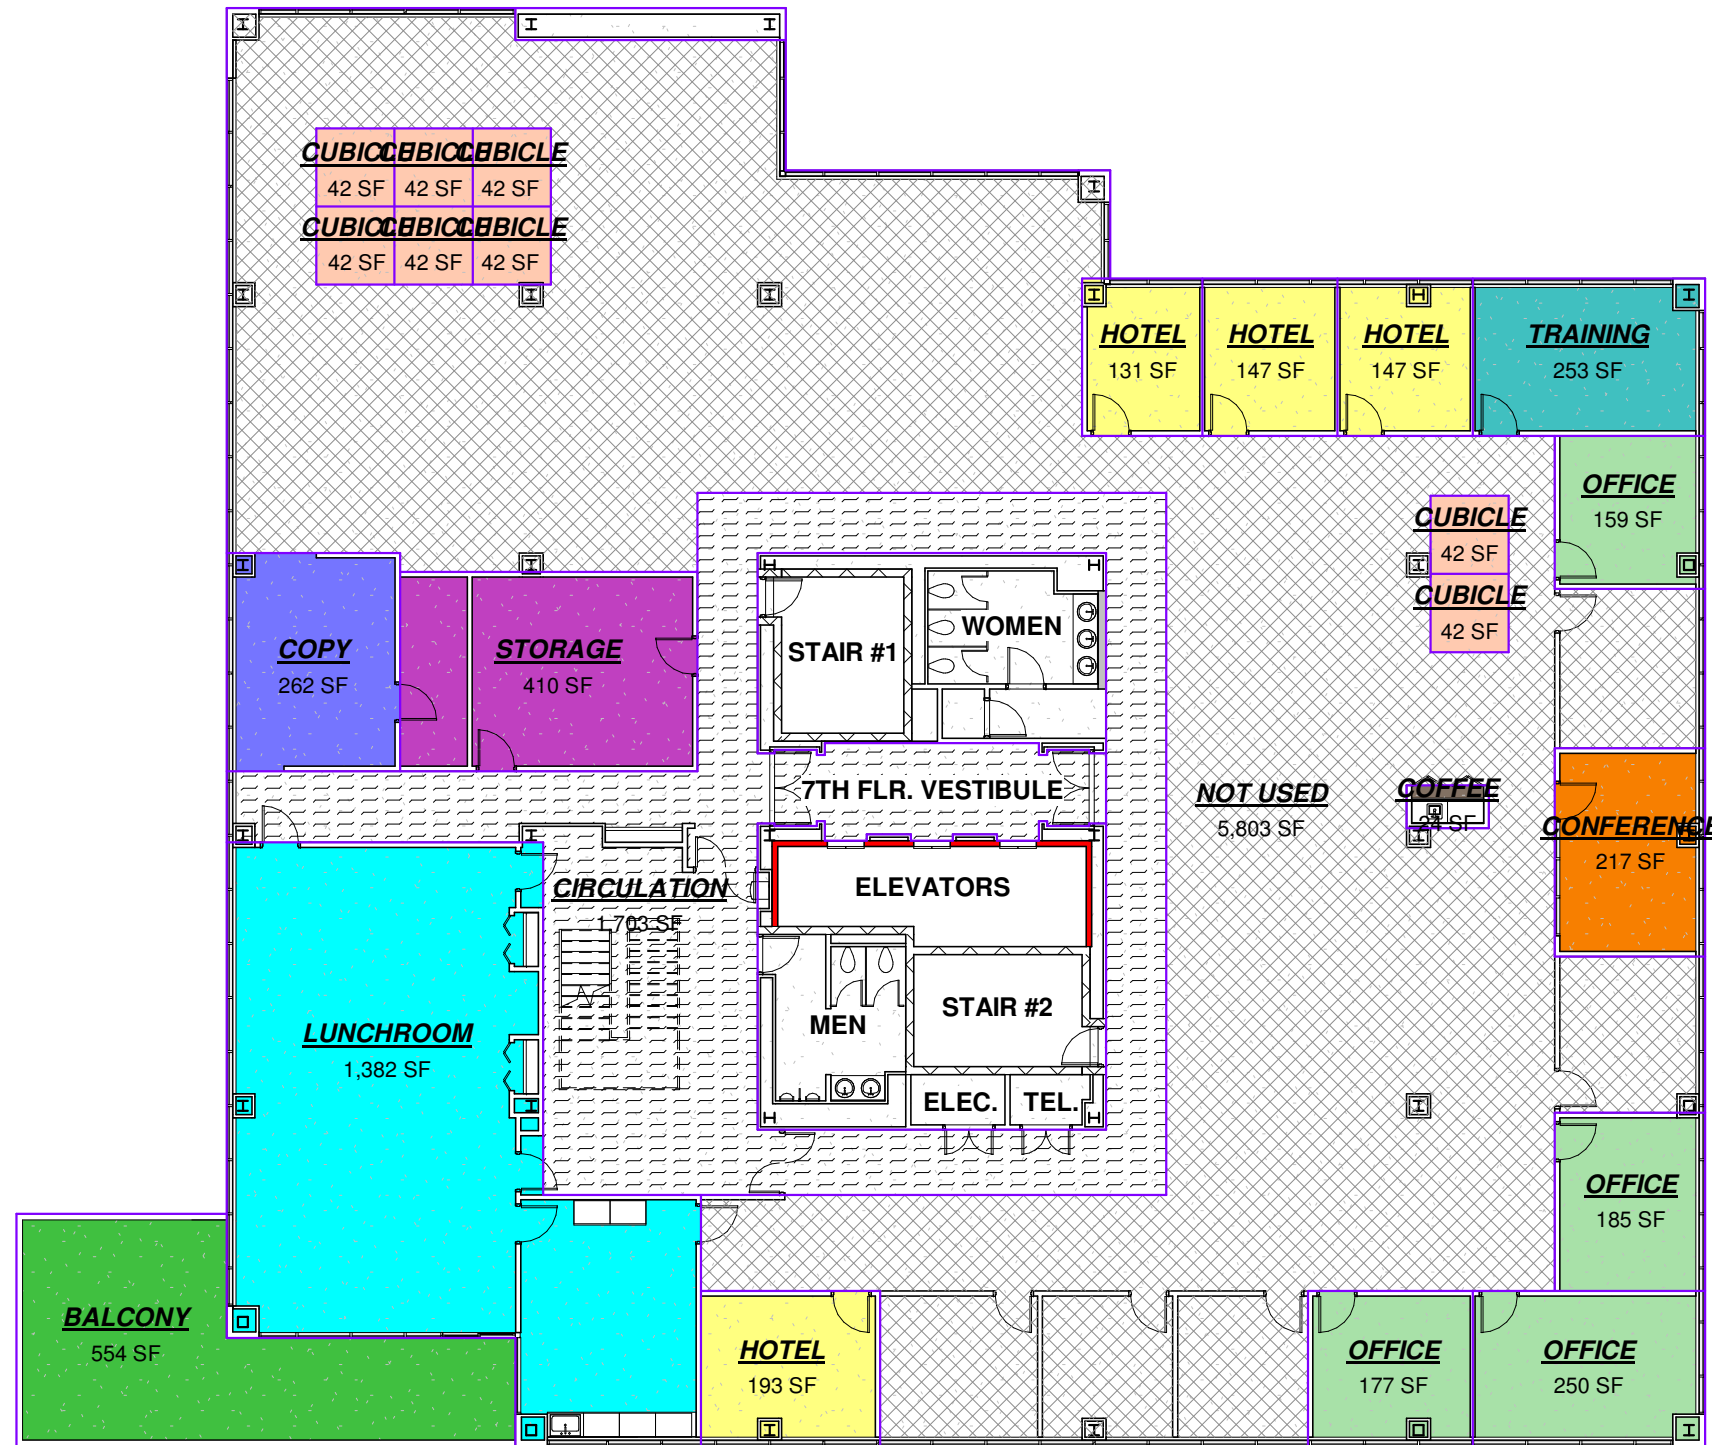 CUBICLE CUBICLE CUBICLE
42 SF 42 SF 42 SF
CUBICLE CUBICLE CUBICLE
42 SF 42 SF 42 SF
HOTEL HOTEL HOTEL TRAINING
131 SF 147 SF 147 SF 253 SF
OFFICE
159 SF
CUBICLE
42 SF
CUBICLE
42 SF
COPY
262 SF
STORAGE
410 SF
STAIR #1
WOMEN
7TH FLR. VESTIBULE
NOT USED
5,803 SF
COFFEE
24 SF
CONFERENCE
217 SF
CIRCULATION
1,703 SF
ELEVATORS
LUNCHROOM
1,382 SF
MEN
STAIR #2
ELEC.
TEL.
OFFICE
185 SF
BALCONY
554 SF
HOTEL
193 SF
OFFICE
177 SF
OFFICE
250 SF